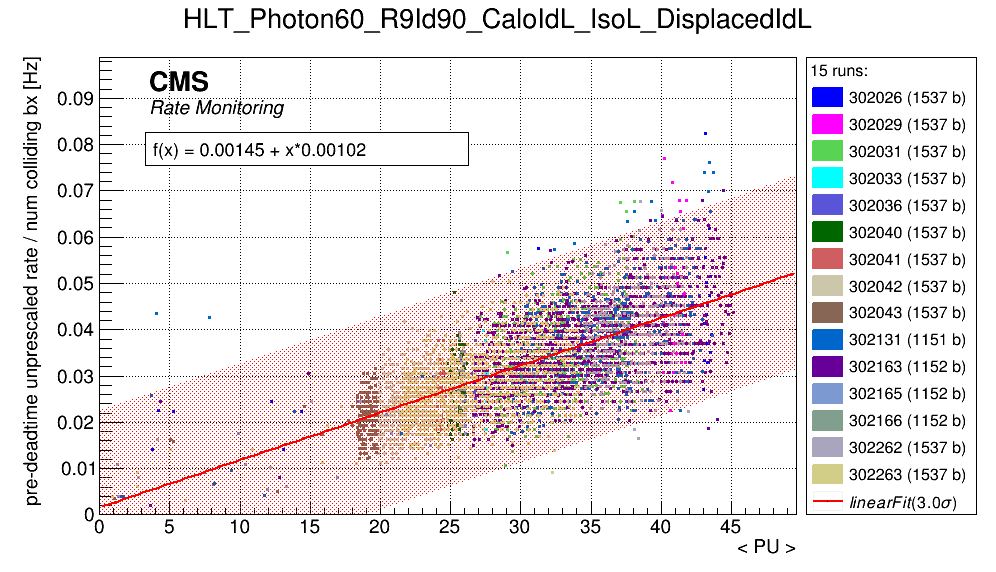 HLT_Photon60_R9Id90_CaloIdL_IsoL_DisplacedIdL
pre-deadtime unprescaled rate / num colliding bx [Hz]
CMS
Rate Monitoring
f(x) = 0.00145 + x*0.00102
0.09
0.08
0.07
0.06
0.05
0.04
0.03
0.02
0.01
0
0 5 10 15 20 25 30 35 40 45
< PU >
15 runs:
302026 (1537 b)
302029 (1537 b)
302031 (1537 b)
302033 (1537 b)
302036 (1537 b)
302040 (1537 b)
302041 (1537 b)
302042 (1537 b)
302043 (1537 b)
302131 (1151 b)
302163 (1152 b)
302165 (1152 b)
302166 (1152 b)
302262 (1537 b)
302263 (1537 b)
linearFit(3.0σ)